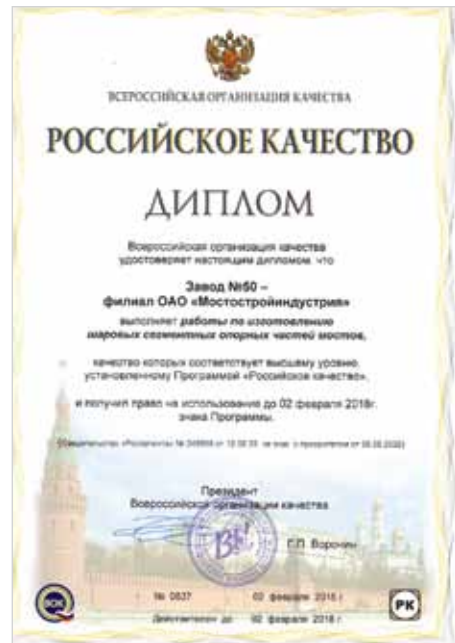 ВСЕРОССИЙСКАЯ ОРГАНИЗАЦИЯ КАЧЕСТВА
РОССИЙСКОЕ КАЧЕСТВО
ДИПЛОМ
Всероссийская организация качества
удостоверяет настоящим дипломом, что
Завод №50 –
филиал ОАО «Мостостройиндустрия»
выполняет работы по изготовлению
шаровых сегментных опорных частей мостов,
качество которых соответствует высшему уровню,
установленному Программой «Российское качество»,
и получил право на использование до 02 февраля 2018г.
знака Программы.
Президент
Всероссийской организации качества
Г.П. Воронин
№ 0837 02 февраля 2016 г.
Действителен до 02 февраля 2018 г.
ВОК
РК